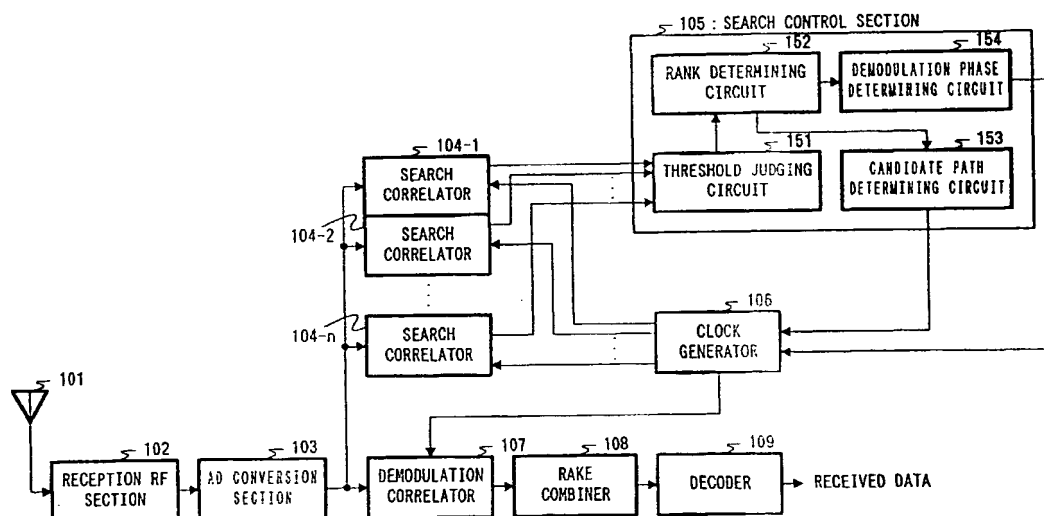 105 : SEARCH CONTROL SECTION
152
RANK DETERMINING
CIRCUIT
154
DEMODULATION PHASE
DETERMINING CIRCUIT
151
THRESHOLD JUDGING
CIRCUIT
153
CANDIDATE PATH
DETERMINING CIRCUIT
104-1
SEARCH
CORRELATOR
104-2
SEARCH
CORRELATOR
104-n
SEARCH
CORRELATOR
106
CLOCK
GENERATOR
101
102
RECEPTION RF
SECTION
103
AD CONVERSION
SECTION
107
DEMODULATION
CORRELATOR
108
RAKE
COMBINER
109
DECODER
RECEIVED DATA